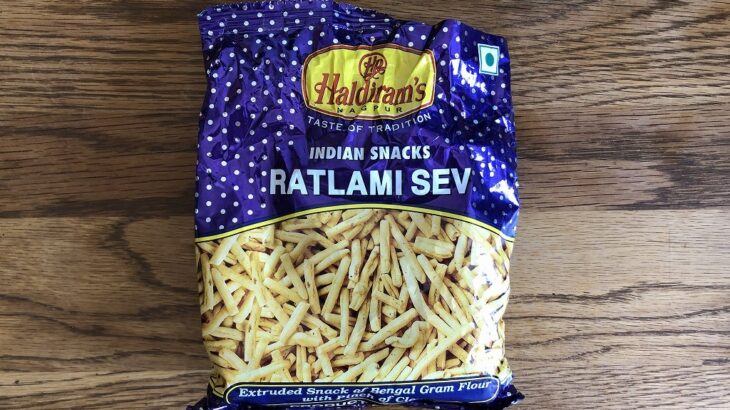 Haldiram's
NAGPUR
TASTE OF TRADITION
INDIAN SNACKS
RATLAMI SEV
Extruded Snack of Bengal Gram Flour
with Pinch of